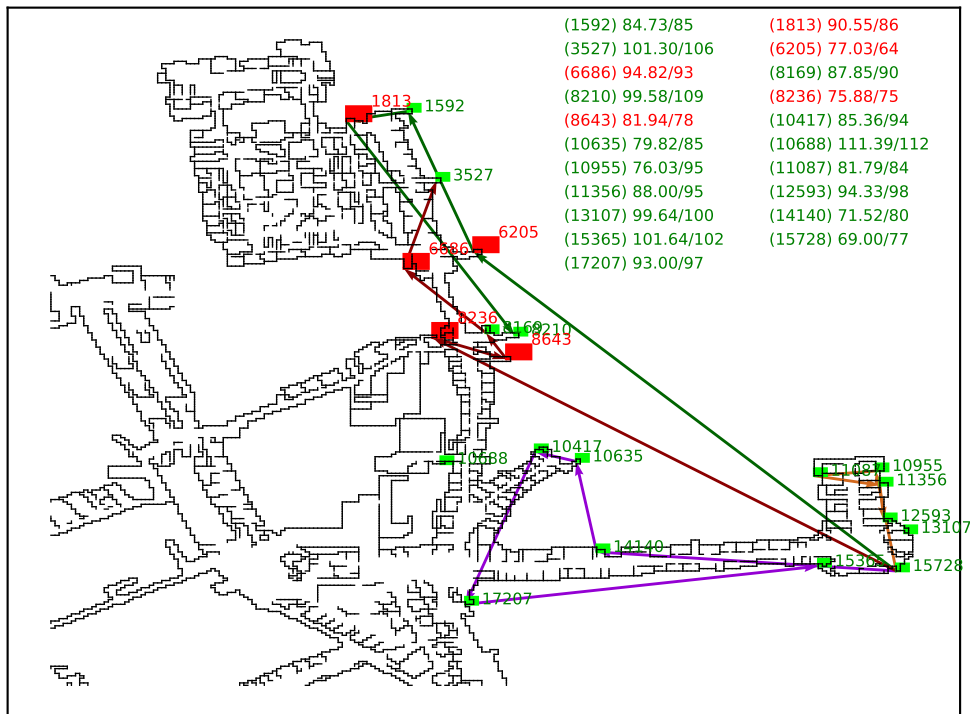 (1592) 84.73/85 (1813) 90.55/86
(3527) 101.30/106 (6205) 77.03/64
(6686) 94.82/93 (8169) 87.85/90
(8210) 99.58/109 (8236) 75.88/75
(8643) 81.94/78 (10417) 85.36/94
(10635) 79.82/85 (10688) 111.39/112
(10955) 76.03/95 (11087) 81.79/84
(11356) 88.00/95 (12593) 94.33/98
(13107) 99.64/100 (14140) 71.52/80
(15365) 101.64/102 (15728) 69.00/77
(17207) 93.00/97
1813
1592
3527
6205
6686
8236
8169
8210
8643
10417
10635
10688
10955
11087
11356
12593
13107
14140
15365
15728
17207